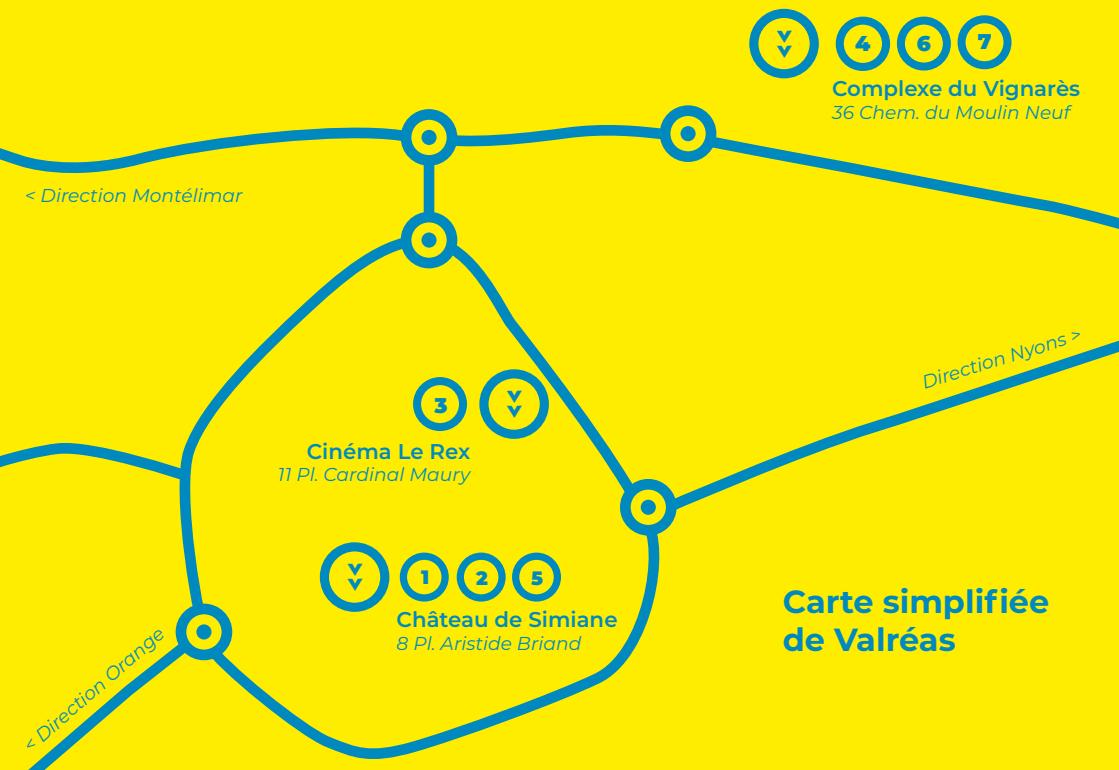 4 6 7
Complexe du Vignarès
36 Chem. du Moulin Neuf
< Direction Montélimar
Direction Nyons >
3
Cinéma Le Rex
11 Pl. Cardinal Maury
1 2 5
Château de Simiane
8 Pl. Aristide Briand
Carte simplifiée
de Valréas
< Direction Orange